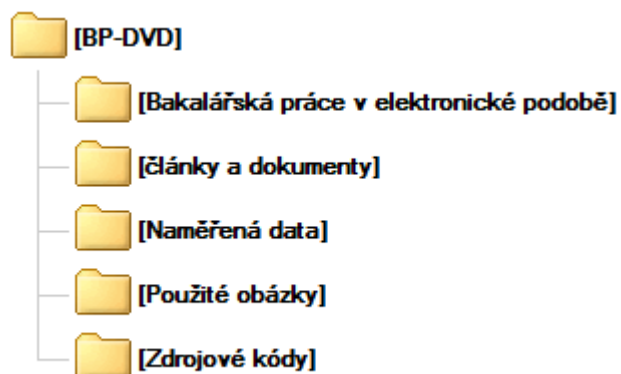 [BP-DVD]
[Bakalářská práce v elektronické podobě]
[články a dokumenty]
[Naměřená data]
[Použité obázky]
[Zdrojové kódy]